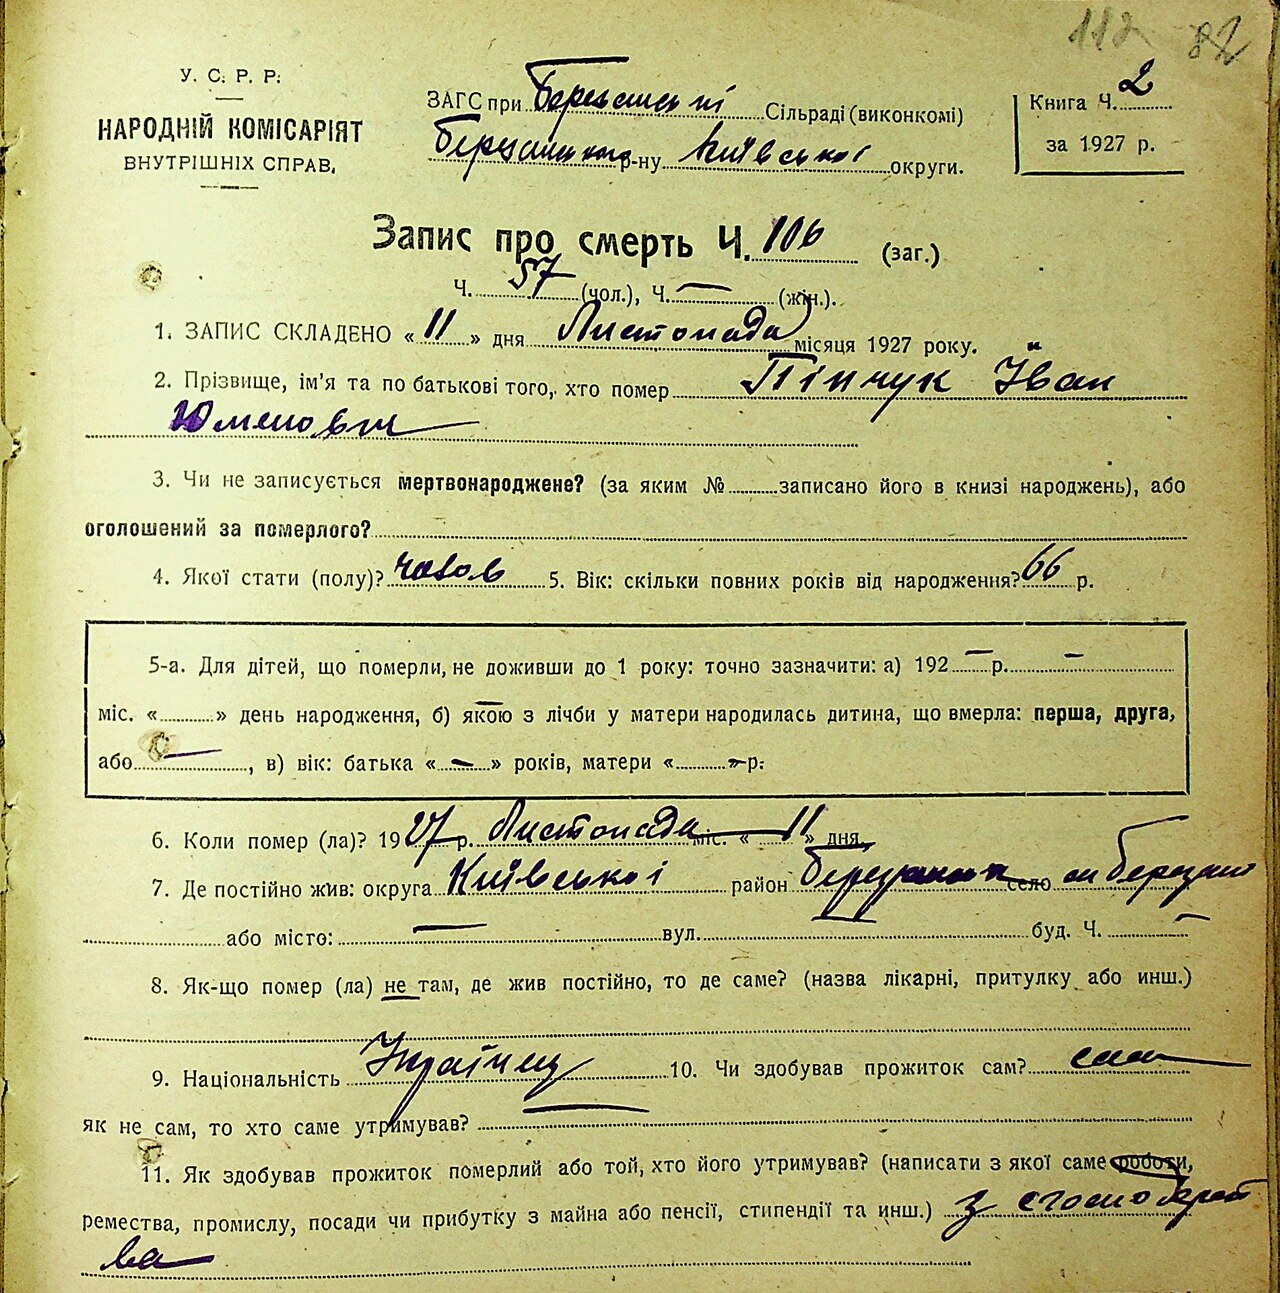 112 82
У. С. Р. Р.
НАРОДНІЙ КОМІСАРІЯТ
ВНУТРІШНІХ СПРАВ.
ЗАГС при Березанські Сільраді (виконкомі)
Березанського р-ну Київської округи.
Книга Ч. 2
за 1927 р.
Запис про смерть Ч. 106 (заг.)
Ч. 57 (чол.), Ч. — (жін.).
1. ЗАПИС СКЛАДЕНО « 11 » дня Листопада місяця 1927 року.
2. Прізвище, ім'я та по батькові того, хто помер Пінчук Іван
3. Чи не записується мертвонароджене? (за яким № записано його в книзі народжень), або
оголошений за померлого?
4. Якої стати (полу)? чолов 5. Вік: скільки повних років від народження? 66 р.
5-а. Для дітей, що померли, не доживши до 1 року: точно зазначити: а) 192 — р. —
міс. « » день народження, б) якою з лічби у матери народилась дитина, що вмерла: перша, друга,
або —, в) вік: батька « — » років, матери « — » р.
6. Коли помер (ла)? 1927 р. Листопада міс. « 11 » дня.
7. Де постійно жив: округа Київської район село м Березань
або місто: — вул. — буд. Ч. —
8. Як-що помер (ла) не там, де жив постійно, то де саме? (назва лікарні, притулку або инш.)
9. Національність Українец 10. Чи здобував прожиток сам? сам
як не сам, то хто саме утримував? —
11. Як здобував прожиток померлий або той, хто його утримував? (написати з якої саме роботи,
ремества, промислу, посади чи прибутку з майна або пенсії, стипендії та инш.) з сгосподарст
ва